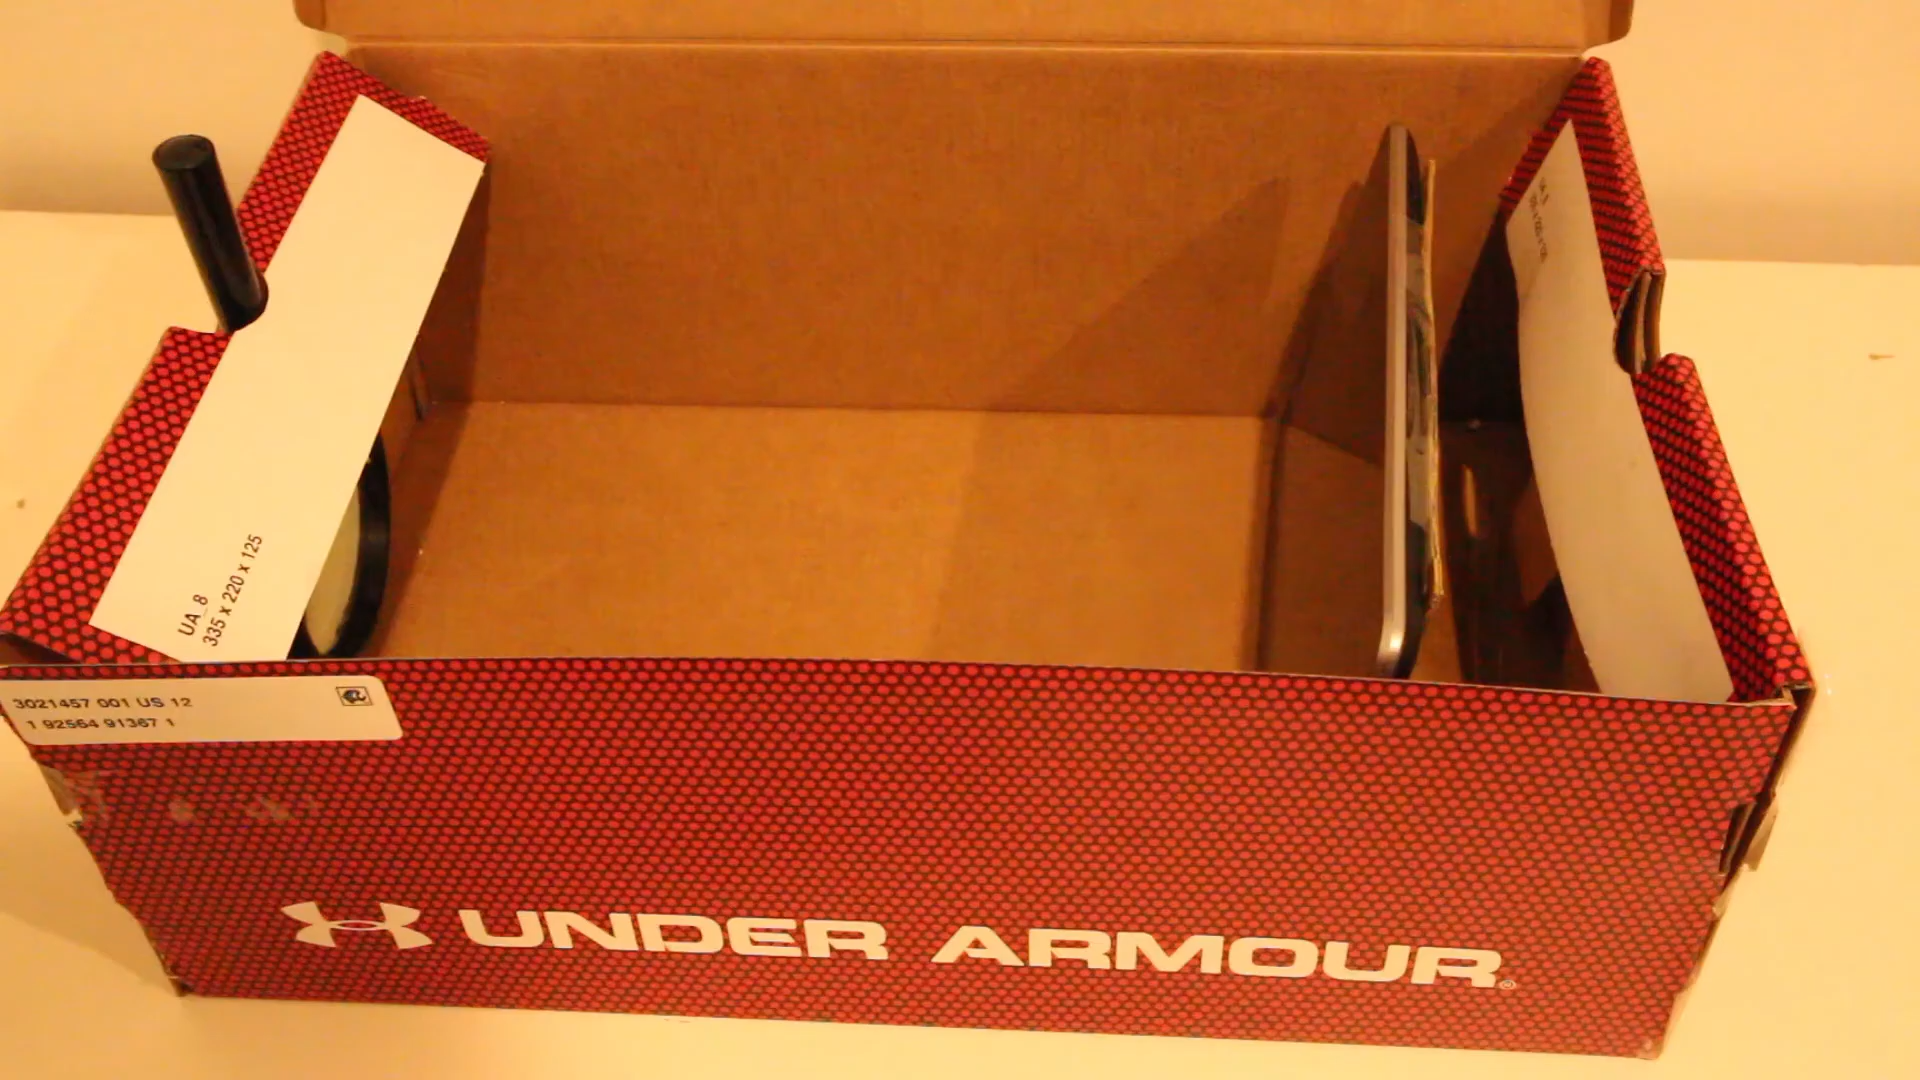 UA_8
335 x 220 x 125
3021457 001 US 12
1 92564 91367 1
UNDER ARMOUR®